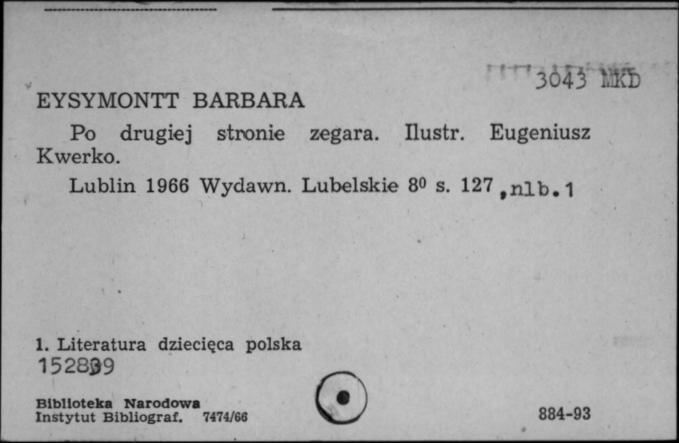 3043 MKD
EYSYMONTT BARBARA
Po drugiej stronie zegara. Ilustr. Eugeniusz
Kwerko.
Lublin 1966 Wydawn. Lubelskie 8⁰ s. 127 ,nlb.1
1. Literatura dziecięca polska
Biblioteka Narodowa
Instytut Bibliograf. 7474/66
884-93